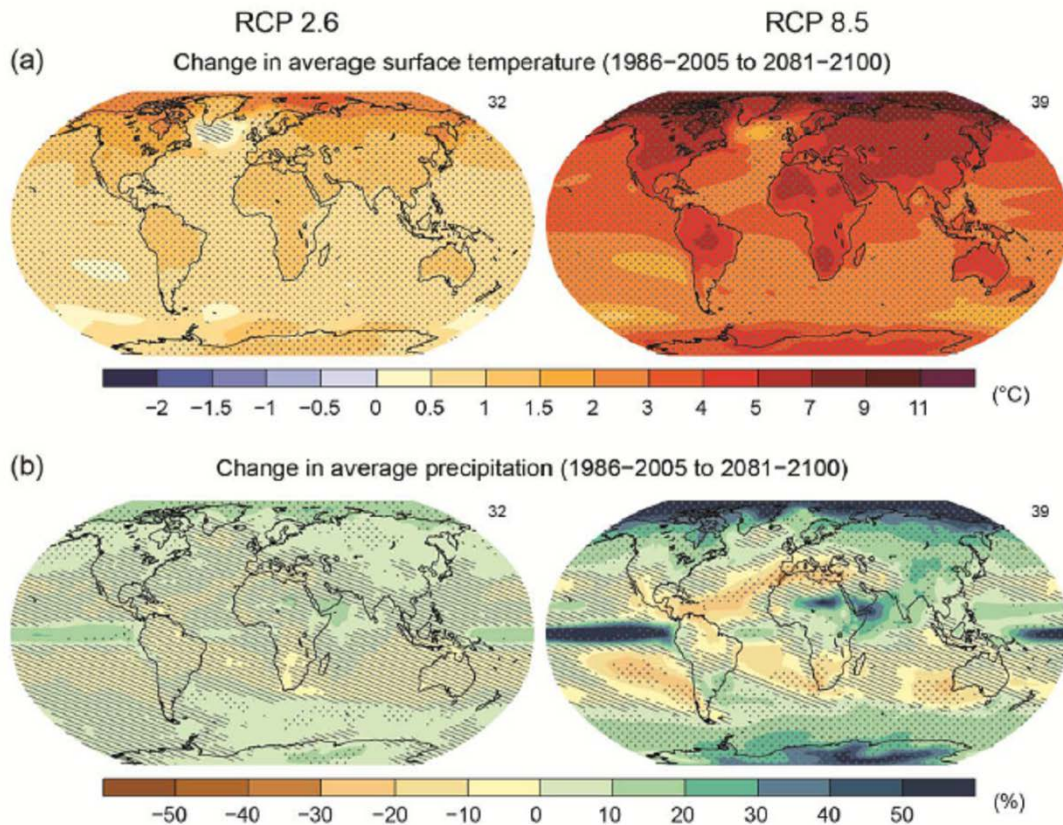 RCP 2.6 RCP 8.5
(a) Change in average surface temperature (1986−2005 to 2081−2100)
32 39
−2 −1.5 −1 −0.5 0 0.5 1 1.5 2 3 4 5 7 9 11 (°C)
(b) Change in average precipitation (1986−2005 to 2081−2100)
32 39
−50 −40 −30 −20 −10 0 10 20 30 40 50 (%)